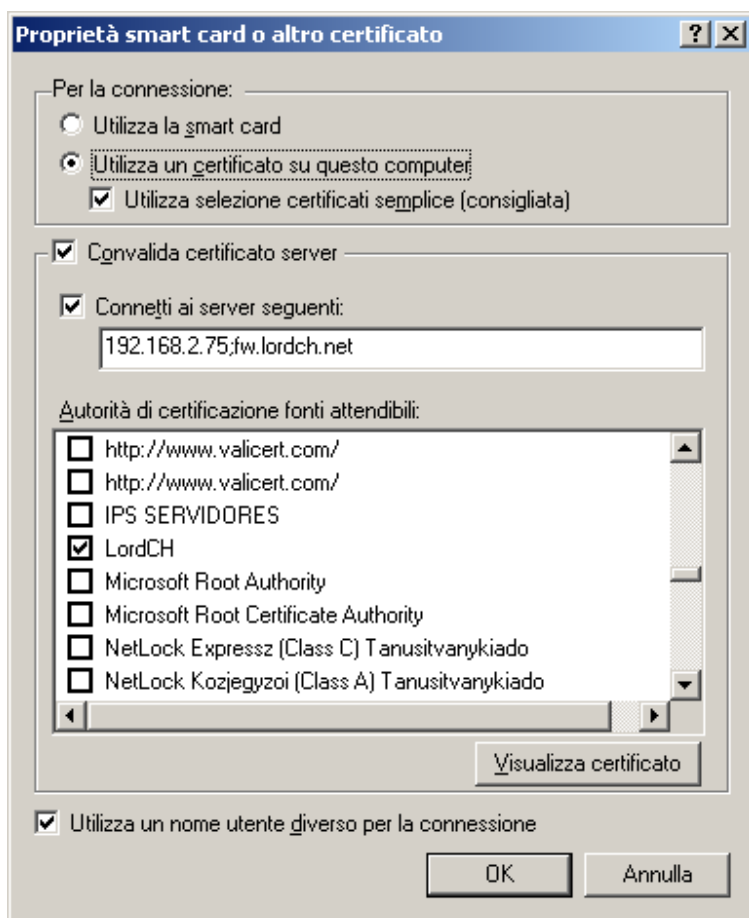 Proprietà smart card o altro certificato
Per la connessione:
Utilizza la smart card
Utilizza un certificato su questo computer
Utilizza selezione certificati semplice (consigliata)
Convalida certificato server
Connetti ai server seguenti:
192.168.2.75;fw.lordch.net
Autorità di certificazione fonti attendibili:
http://www.valicert.com/
http://www.valicert.com/
IPS SERVIDORES
LordCH
Microsoft Root Authority
Microsoft Root Certificate Authority
NetLock Expressz (Class C) Tanusitvanykiado
NetLock Kozjegyzoi (Class A) Tanusitvanykiado
Visualizza certificato
Utilizza un nome utente diverso per la connessione
OK Annulla